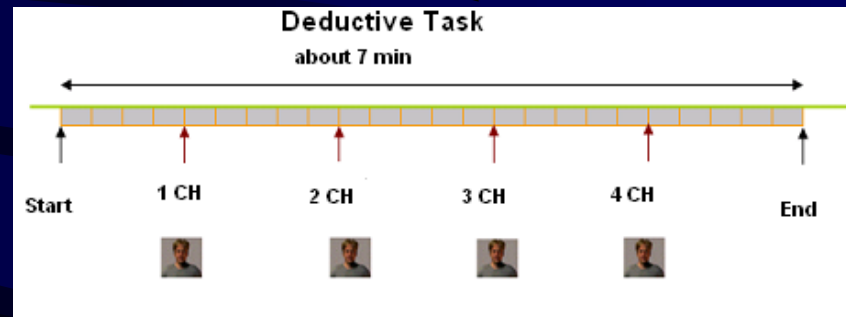 Deductive Task
about 7 min
1 CH 2 CH 3 CH 4 CH
Start End